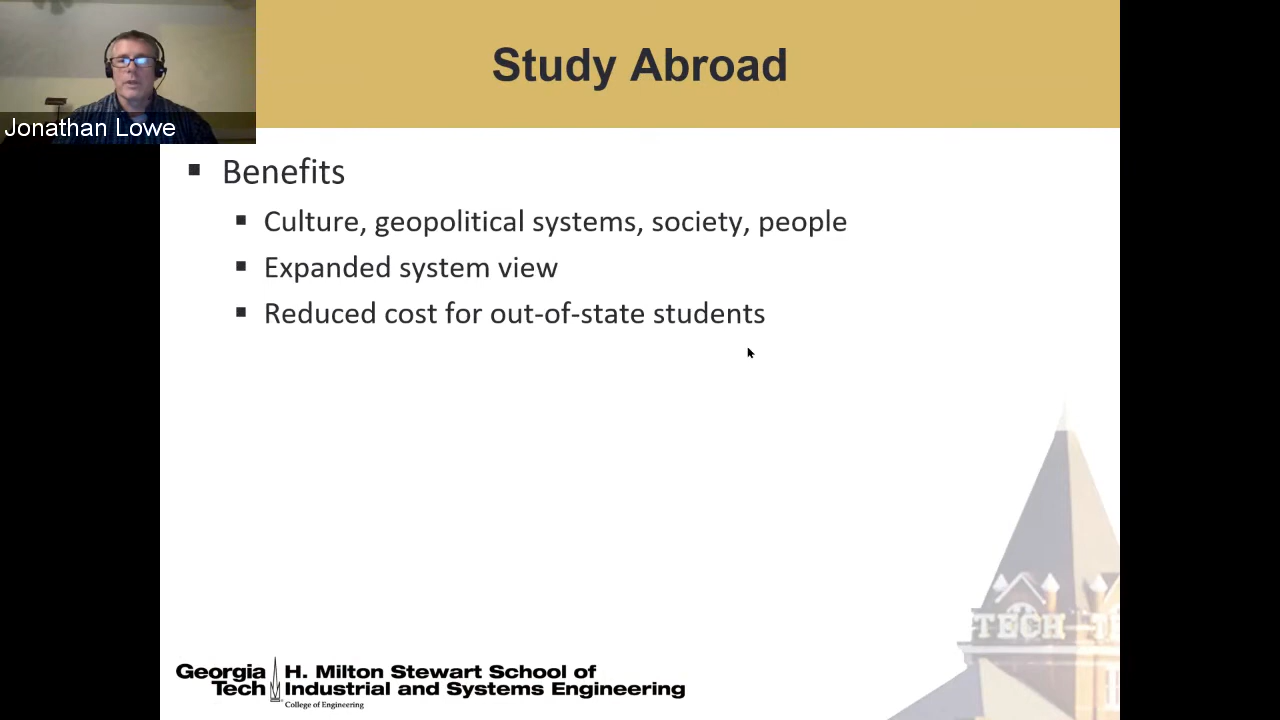 Study Abroad
Jonathan Lowe
Benefits
Culture, geopolitical systems, society, people
Expanded system view
Reduced cost for out-of-state students
TECH
Georgia Tech
H. Milton Stewart School of
Industrial and Systems Engineering
College of Engineering